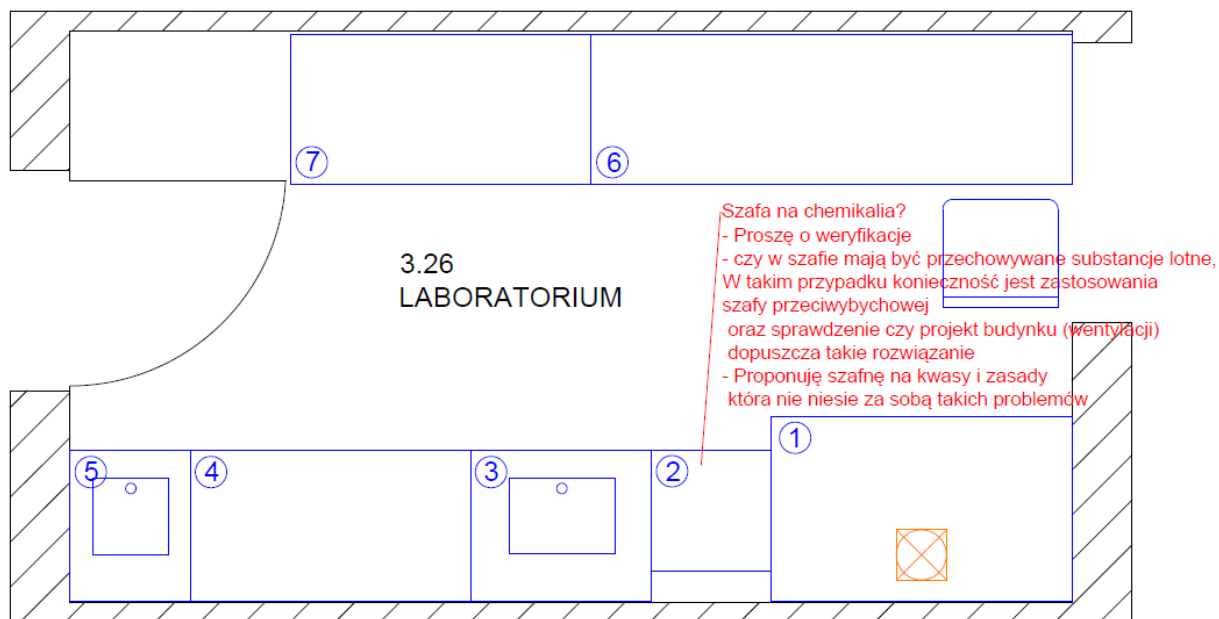 7
6
Szafa na chemikalia?
- Proszę o weryfikacje
- czy w szafie mają być przechowywane substancje lotne,
W takim przypadku konieczność jest zastosowania
szafy przeciwybychowej
oraz sprawdzenie czy projekt budynku (wentylacji)
dopuszcza takie rozwiązanie
- Proponuję szafnę na kwasy i zasady
która nie niesie za sobą takich problemów
3.26
LABORATORIUM
1
5
4
3
2